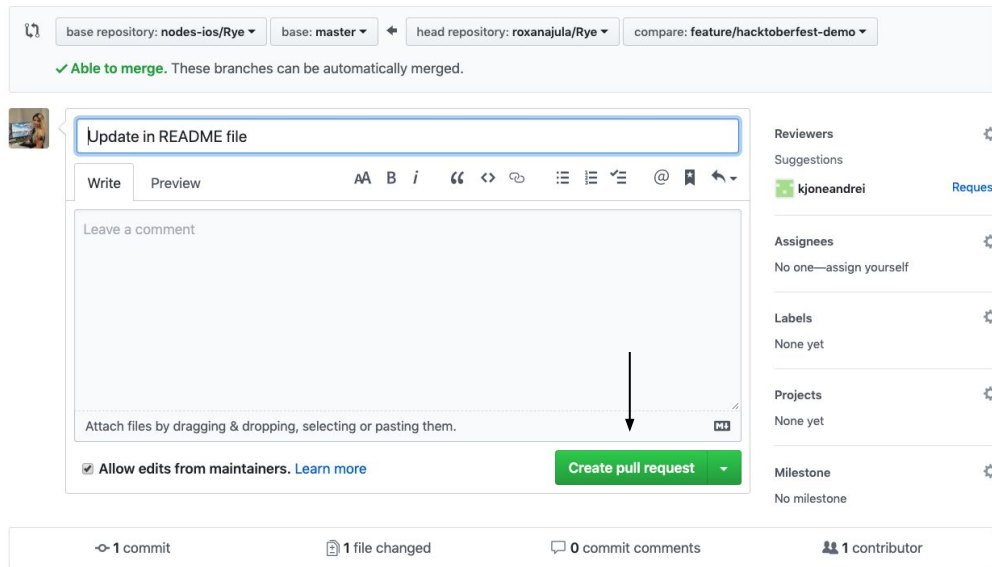 base repository: nodes-ios/Rye base: master head repository: roxanajula/Rye compare: feature/hacktoberfest-demo
Able to merge. These branches can be automatically merged.
Update in README file
Write Preview AA B i @
Leave a comment
Attach files by dragging & dropping, selecting or pasting them.
Allow edits from maintainers. Learn more
Create pull request
Reviewers
Suggestions
kjoneandrei Reques
Assignees
No one—assign yourself
Labels
None yet
Projects
None yet
Milestone
No milestone
1 commit 1 file changed 0 commit comments 1 contributor